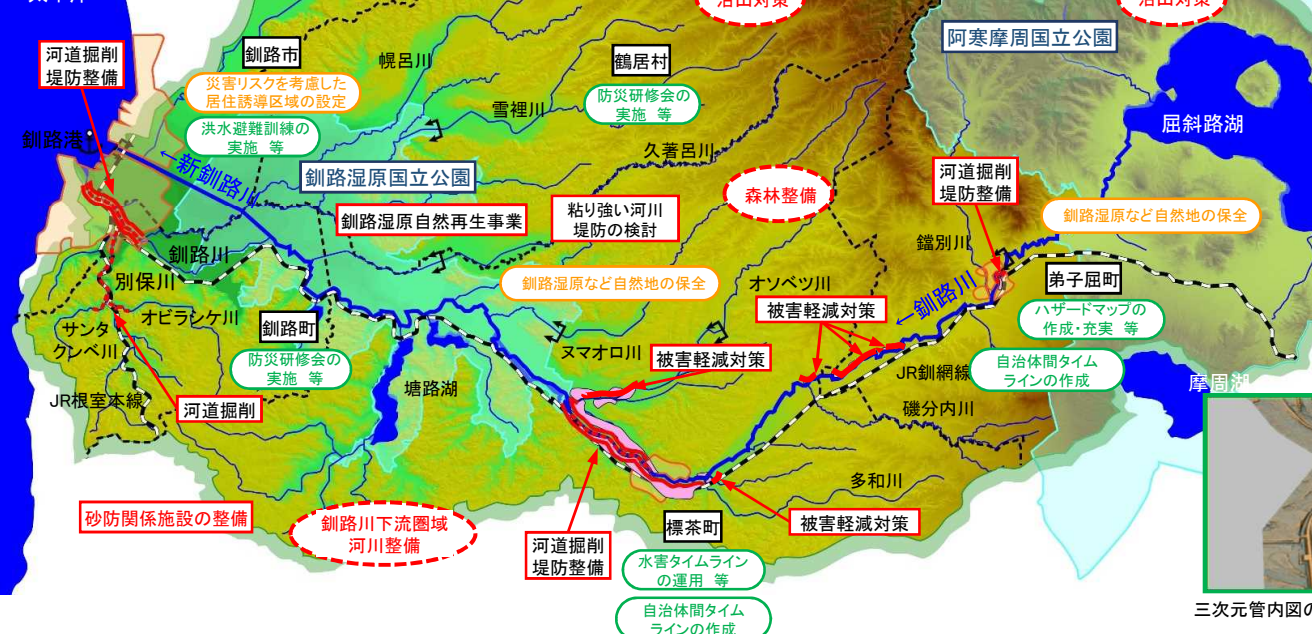 治山対策
治山対策
阿寒摩周国立公園
河道掘削
堤防整備
釧路市
災害リスクを考慮した
居住誘導区域の設定
洪水避難訓練の
実施 等
幌呂川
鶴居村
防災研修会の
実施 等
雪裡川
久著呂川
屈斜路湖
釧路港
←新釧路川
釧路湿原国立公園
森林整備
河道掘削
堤防整備
釧路湿原自然再生事業
粘り強い河川
堤防の検討
釧路湿原など自然地の保全
鐺別川
釧路川
別保川
釧路湿原など自然地の保全
オソベツ川
←釧路川
弟子屈町
被害軽減対策
ハザードマップの
作成・充実 等
オビラシケ川
釧路町
サンタ
クレベ川
防災研修会の
実施 等
ヌマオロ川
被害軽減対策
JR釧網線
自治体間タイム
ラインの作成
摩周湖
塘路湖
JR根室本線
河道掘削
磯分内川
多和川
砂防関係施設の整備
釧路川下流圏域
河川整備
河道掘削
堤防整備
標茶町
被害軽減対策
水害タイムライン
の運用 等
自治体間タイム
ラインの作成
三次元管内図の